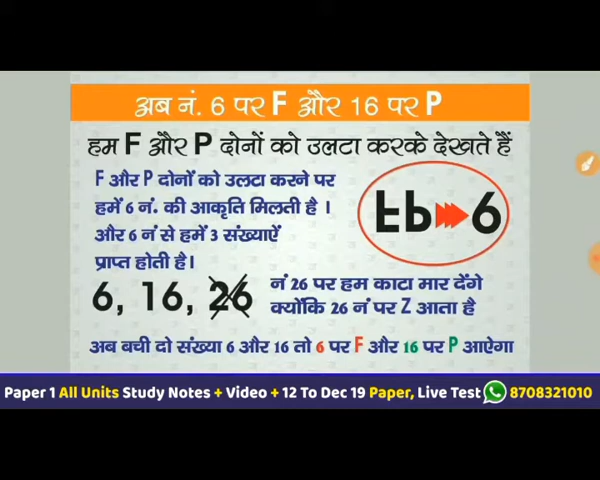 अब नं. 6 पर F और 16 पर P
हम F और P दोनों को उलटा करके देखते हैं
F और P दोनों को उलटा करने पर
हमें 6 नं. की आकृति मिलती है ।
और 6 नं से हमें 3 संख्याऐं
प्राप्त होती है।
6
6, 16, 26
नं 26 पर हम काटा मार देंगे
क्योंकि 26 नं पर Z आता है
अब बची दो संख्या 6 और 16 तो 6 पर F और 16 पर P आऐगा
Paper 1 All Units Study Notes + Video + 12 To Dec 19 Paper, Live Test 8708321010